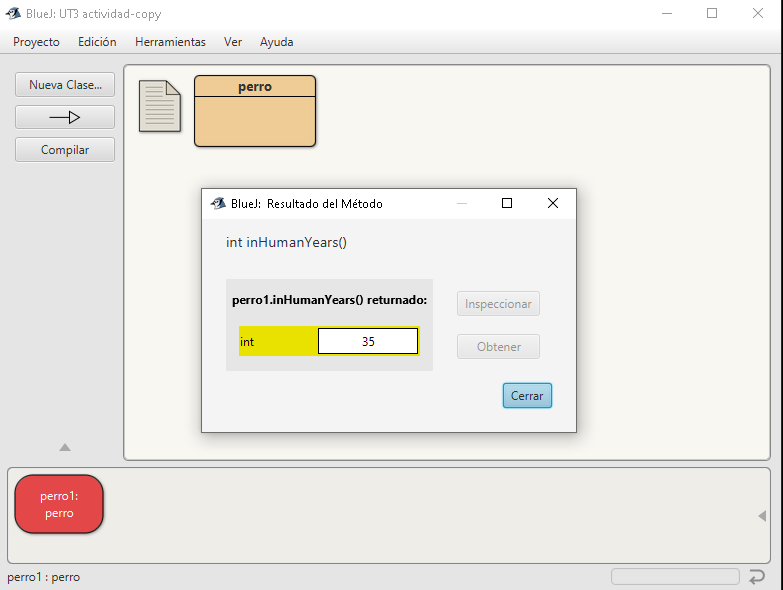 BlueJ: UT3 actividad-copy
Proyecto Edición Herramientas Ver Ayuda
Nueva Clase...
Compilar
perro
BlueJ: Resultado del Método
int inHumanYears()
perro1.inHumanYears() returnado:
int 35
Inspeccionar
Obtener
Cerrar
perro1:
perro
perro1 : perro